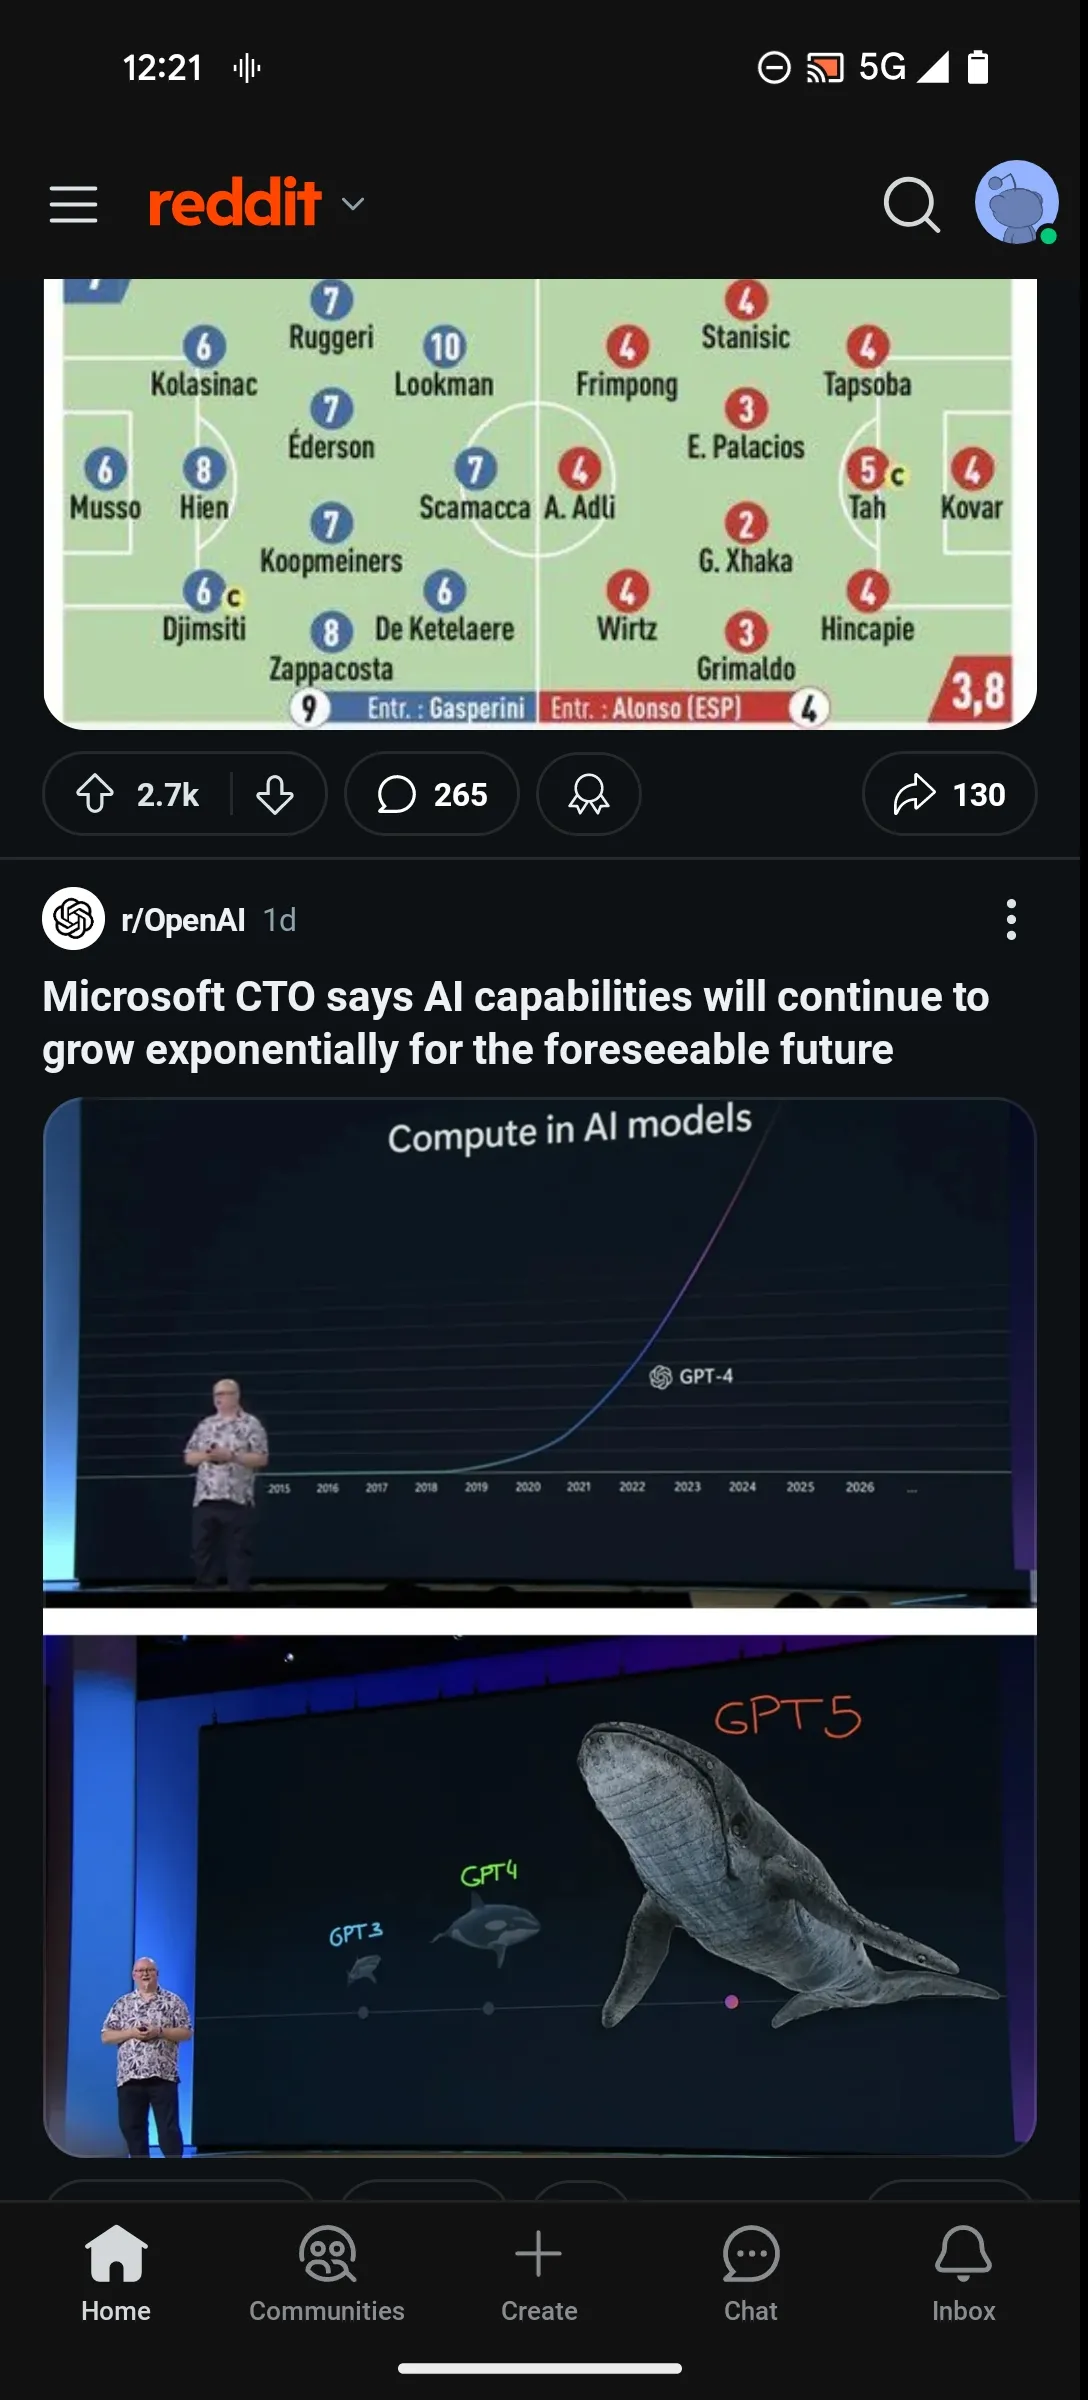 12:21
5G
reddit
7
Ruggeri
4
Stanisic
6
Kolasinac
10
Lookman
4
Frimpong
4
Tapsoba
7
Éderson
3
E. Palacios
6
Musso
8
Hien
7
Scamacca
4
A. Adli
5 C
Tah
4
Kovar
7
Koopmeiners
2
G. Xhaka
6 C
Djimsiti
6
De Ketelaere
4
Wirtz
4
Hincapie
8
Zappacosta
3
Grimaldo
3,8
9 Entr. : Gasperini
Entr. : Alonso (ESP) 4
2.7k
265
130
r/OpenAI 1d
Microsoft CTO says AI capabilities will continue to
grow exponentially for the foreseeable future
Compute in AI models
GPT-4
2015 2016 2017 2018 2019 2020 2021 2022 2023 2024 2025 2026 ...
GPT5
GPT4
GPT3
Home Communities Create Chat Inbox